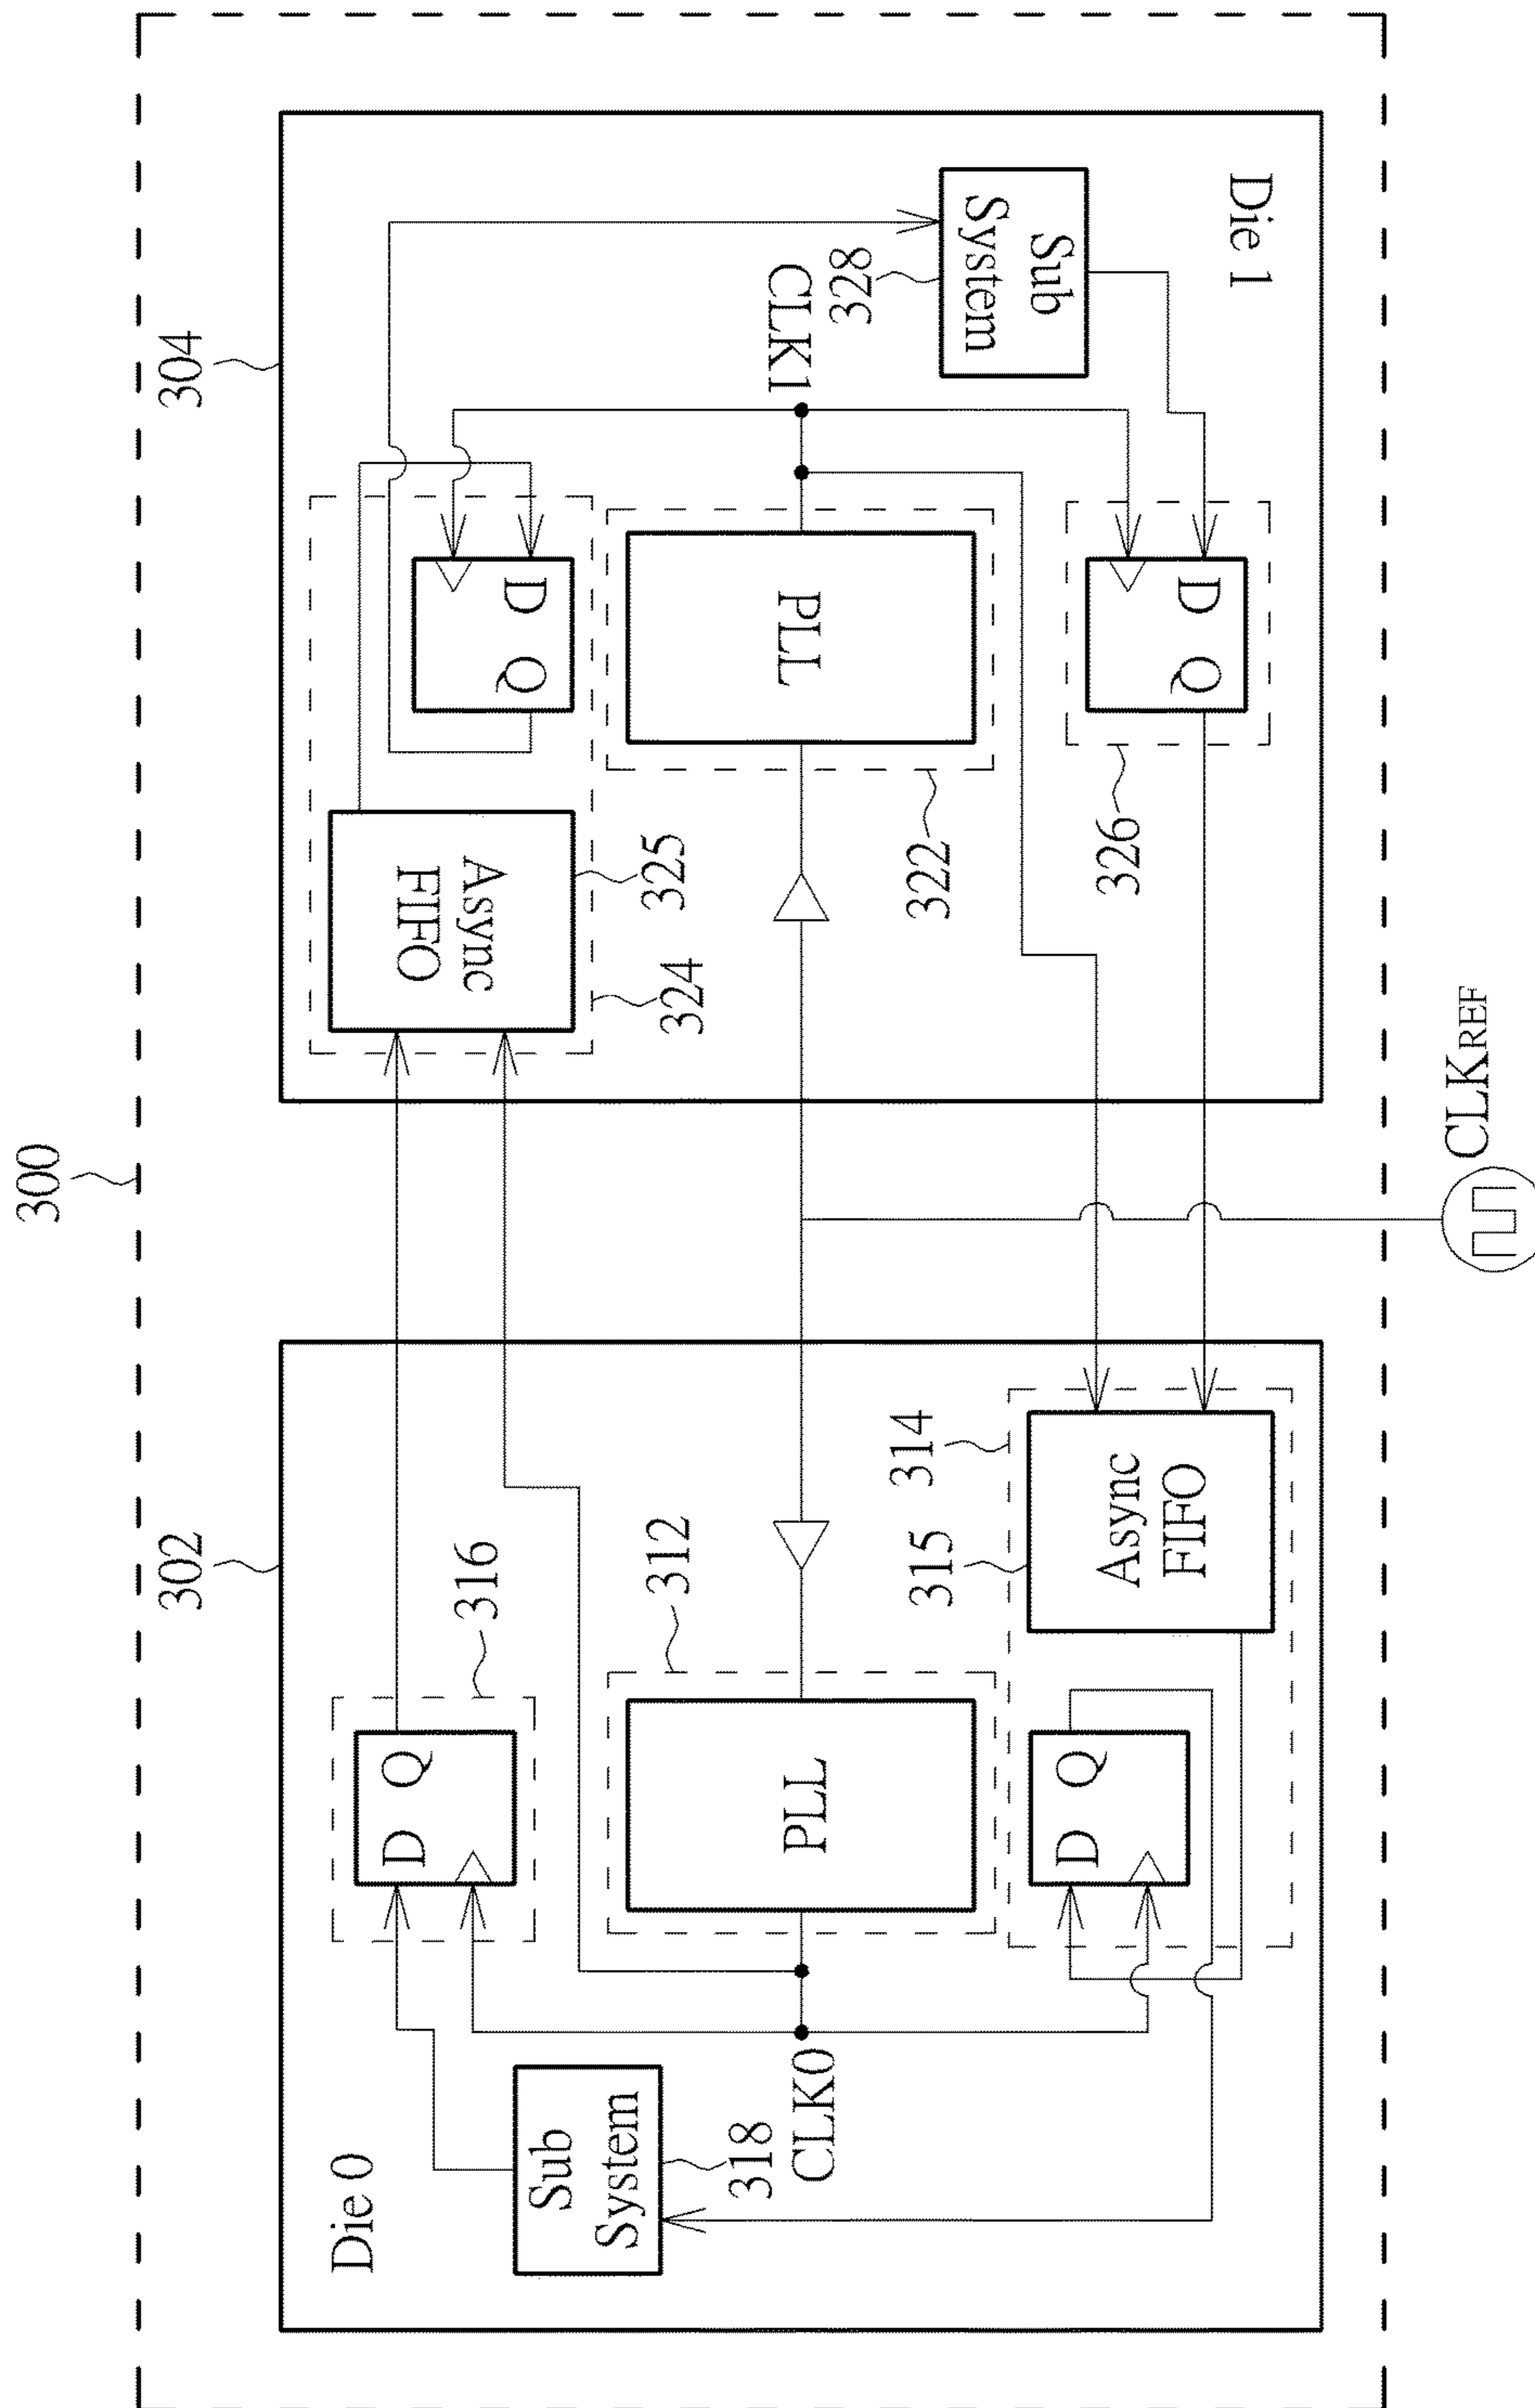 300
304
Die 1
Sub
System
328
CLK1
D Q
326
PLL
322
D Q
Async
FIFO
325
324
CLKREF
302
Async
FIFO
314
315
D Q
PLL
312
D Q
316
CLK0
Sub
System
318
Die 0